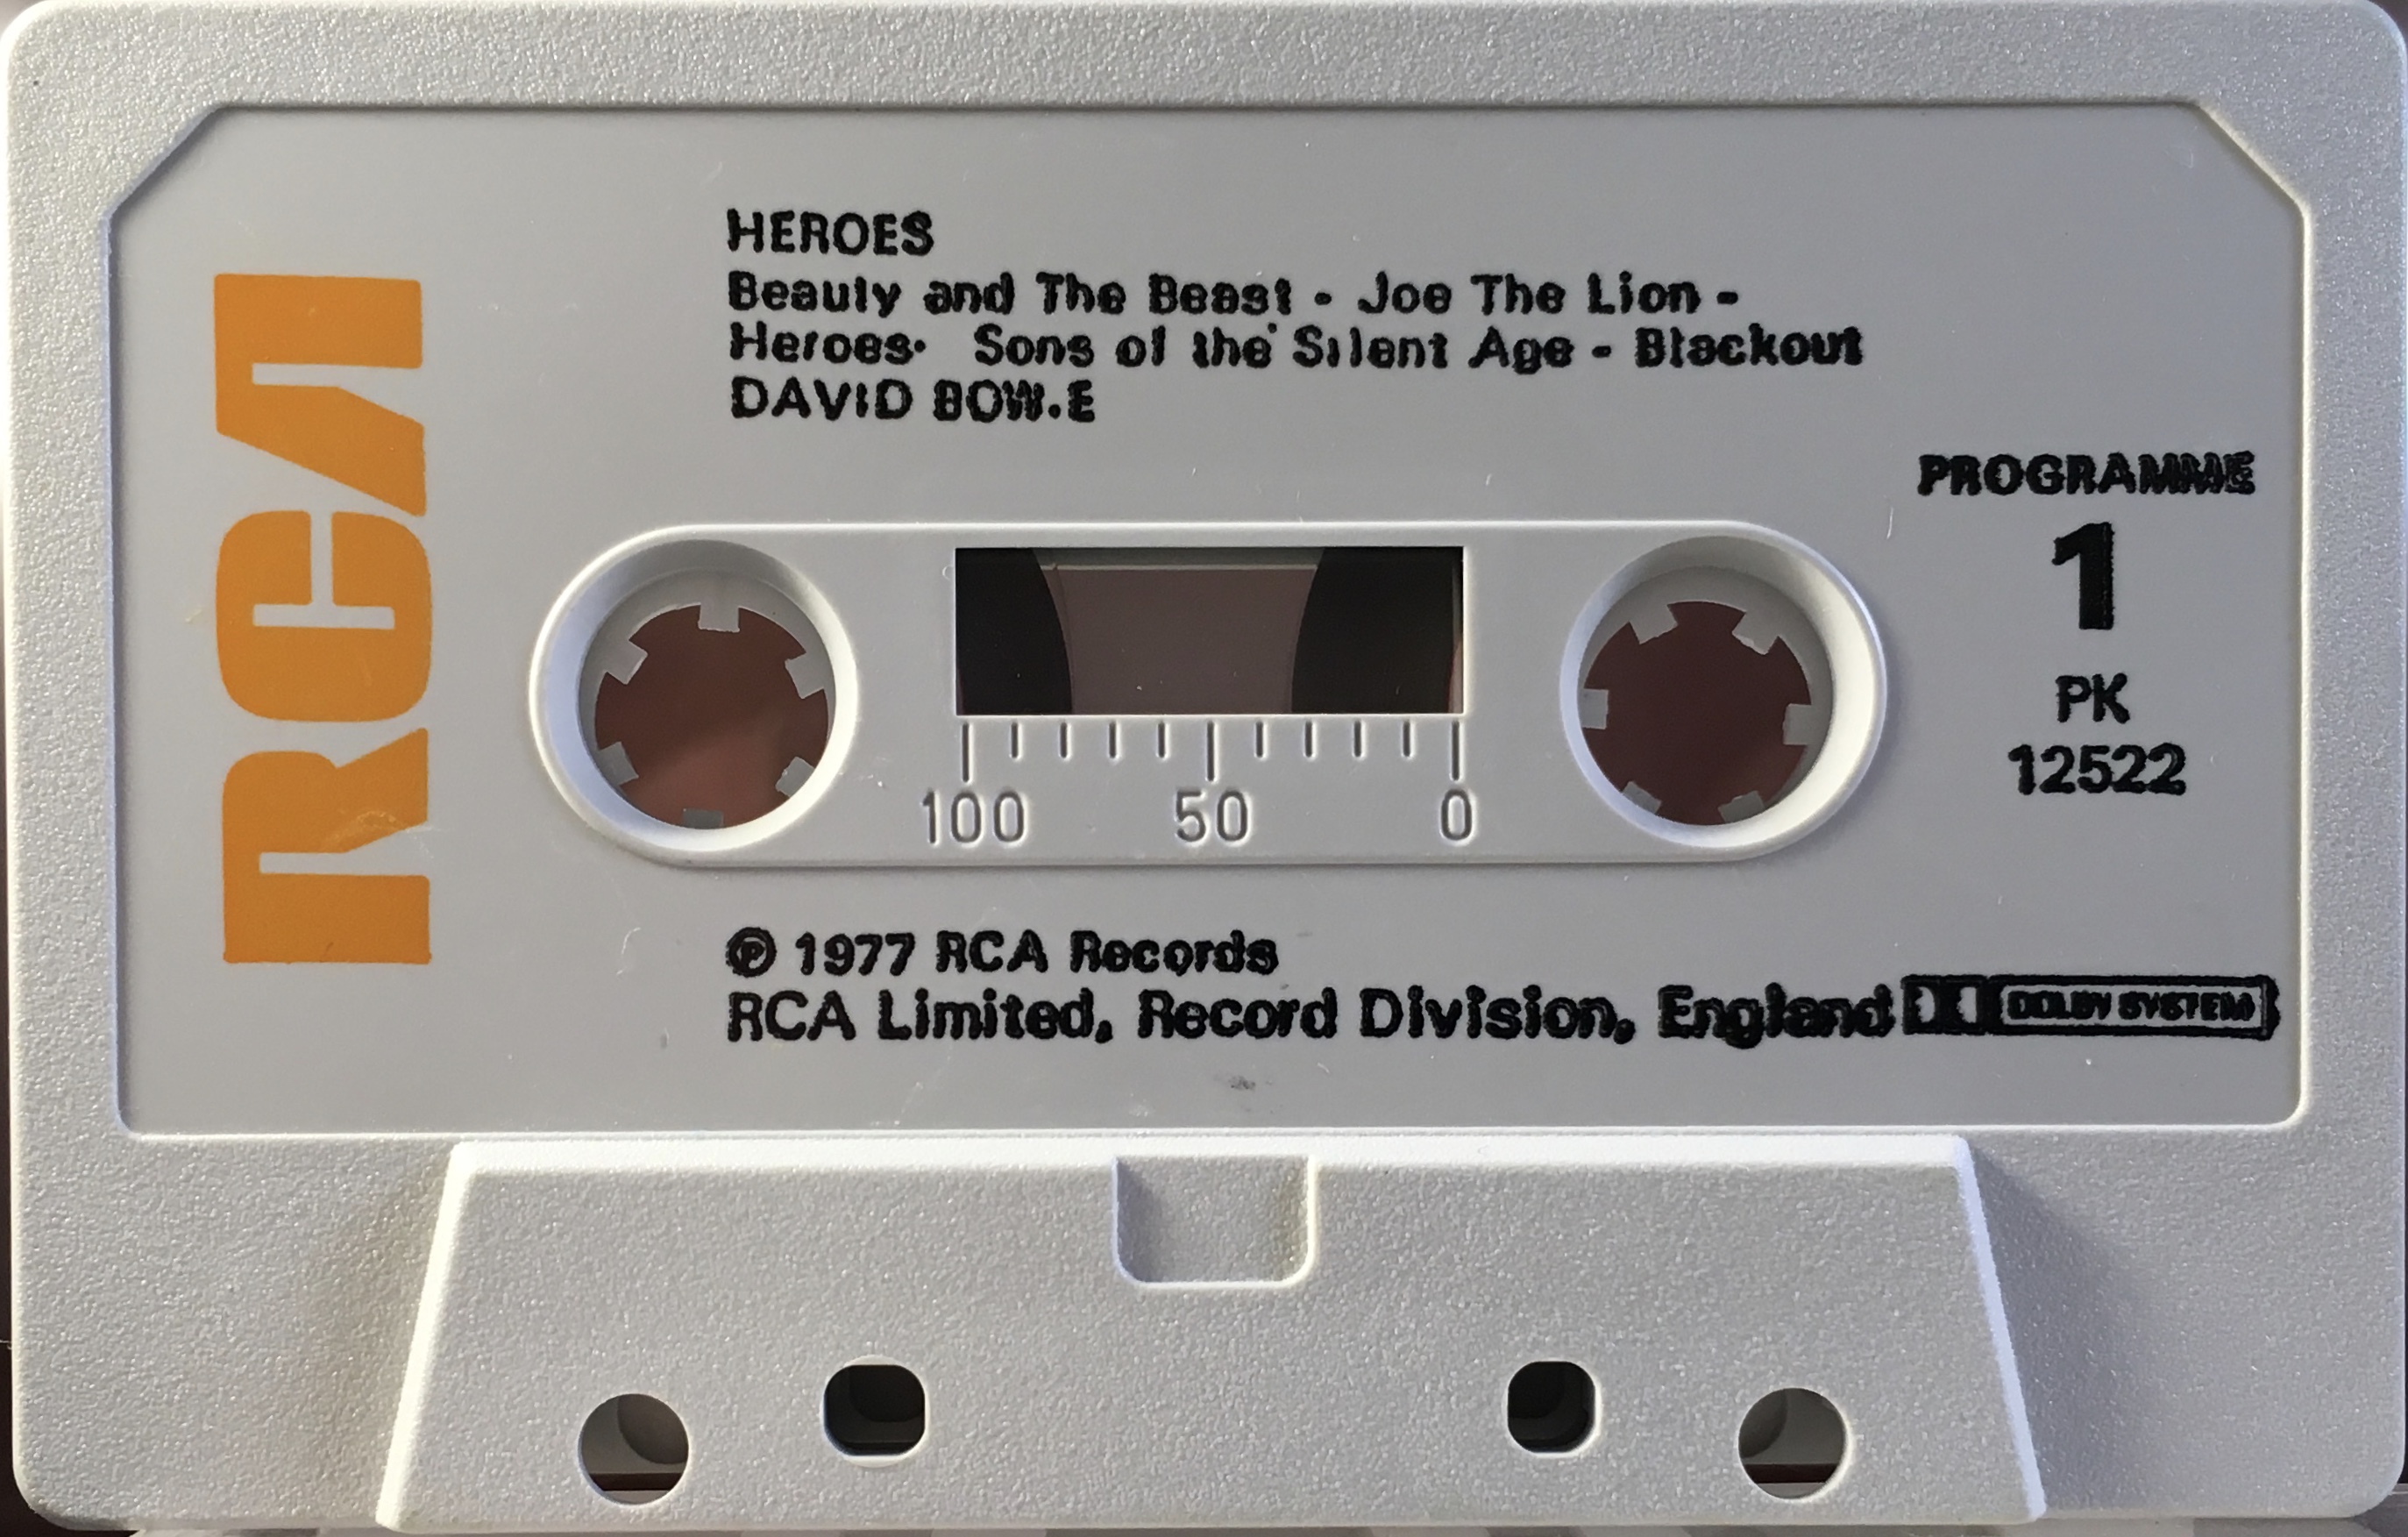 RCA
HEROES
Beauty and The Beast - Joe The Lion -
Heroes· Sons of the Silent Age - Blackout
DAVID BOWIE
PROGRAMME
1
PK
12522
100 50 0
℗ 1977 RCA Records
RCA Limited, Record Division, England DOLBY SYSTEM